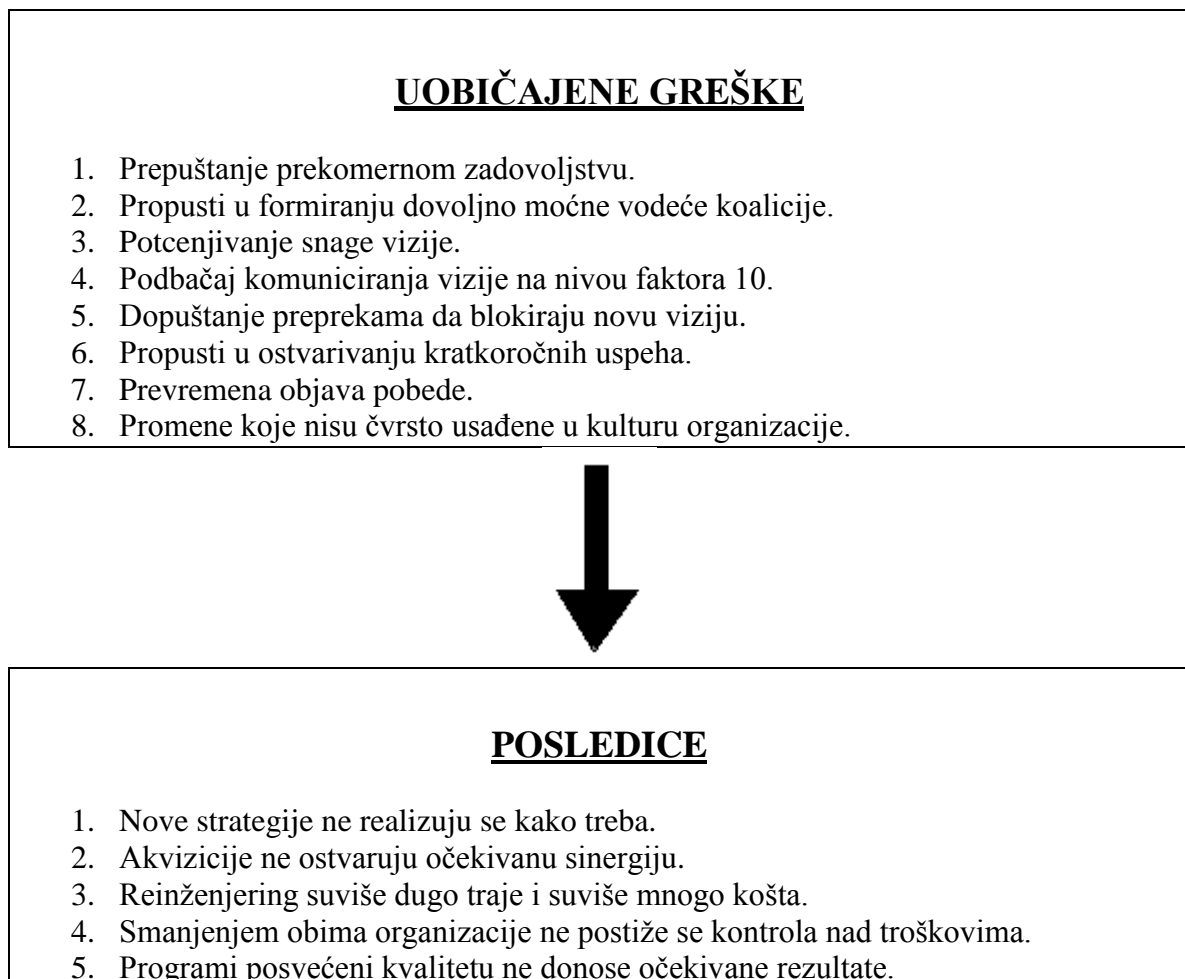 UOBIČAJENE GREŠKE
1. Prepuštanje prekomernom zadovoljstvu.
2. Propusti u formiranju dovoljno moćne vodeće koalicije.
3. Potcenjivanje snage vizije.
4. Podbačaj komuniciranja vizije na nivou faktora 10.
5. Dopuštanje preprekama da blokiraju novu viziju.
6. Propusti u ostvarivanju kratkoročnih uspeha.
7. Prevremena objava pobede.
8. Promene koje nisu čvrsto usađene u kulturu organizacije.
POSLEDICE
1. Nove strategije ne realizuju se kako treba.
2. Akvizicije ne ostvaruju očekivanu sinergiju.
3. Reinženjering suviše dugo traje i suviše mnogo košta.
4. Smanjenjem obima organizacije ne postiže se kontrola nad troškovima.
5. Programi posvećeni kvalitetu ne donose očekivane rezultate.